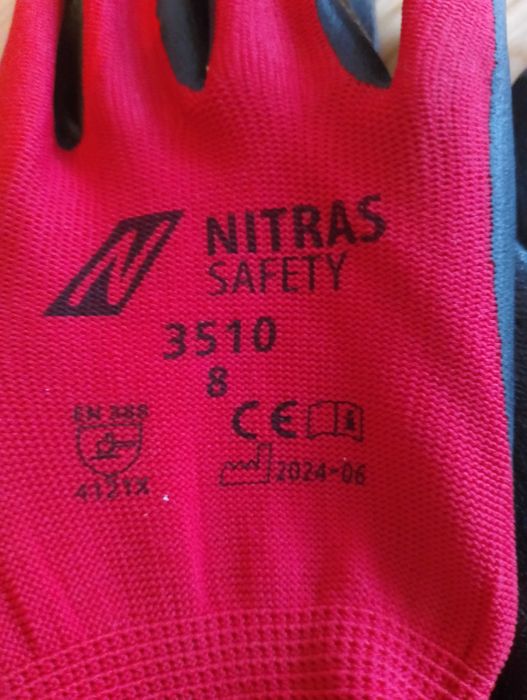 NITRAS
SAFETY
3510
8
EN 388
4121X
CE
2024-06